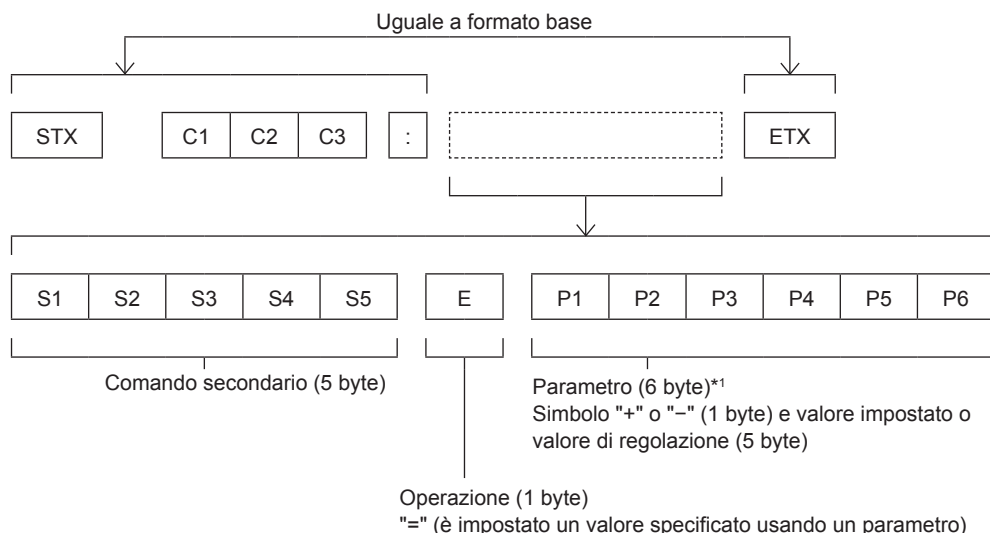 Uguale a formato base
STX C1 C2 C3 : ETX
S1 S2 S3 S4 S5 E P1 P2 P3 P4 P5 P6
Comando secondario (5 byte)
Parametro (6 byte)*1
Simbolo "+" o "−" (1 byte) e valore impostato o
valore di regolazione (5 byte)
Operazione (1 byte)
"=" (è impostato un valore specificato usando un parametro)